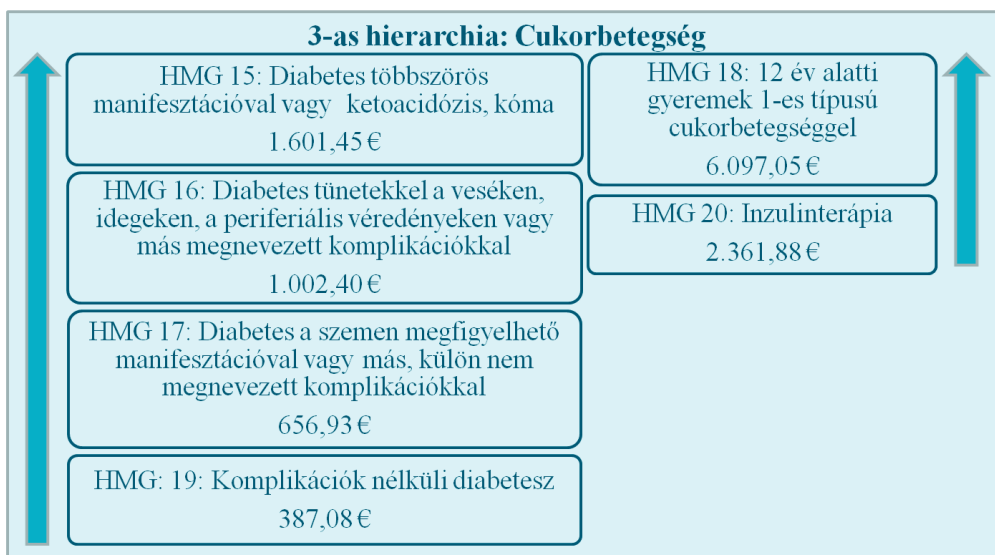 3-as hierarchia: Cukorbetegség
HMG 15: Diabetes többszörös
manifesztációval vagy ketoacidózis, kóma
1.601,45 €
HMG 16: Diabetes tünetekkel a veséken,
idegeken, a periferiális véredényeken vagy
más megnevezett komplikációkkal
1.002,40 €
HMG 17: Diabetes a szemen megfigyelhető
manifesztációval vagy más, külön nem
megnevezett komplikációkkal
656,93 €
HMG: 19: Komplikációk nélküli diabetesz
387,08 €
HMG 18: 12 év alatti
gyeremek 1-es típusú
cukorbetegséggel
6.097,05 €
HMG 20: Inzulinterápia
2.361,88 €